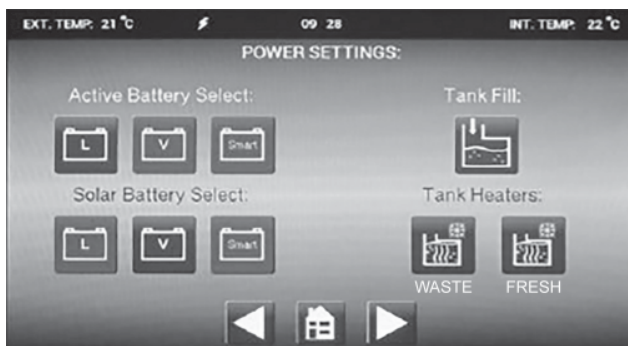 EXT. TEMP: 21 °C 09 28 INT. TEMP: 22 °C
POWER SETTINGS:
Active Battery Select: Tank Fill:
L V Smart
Solar Battery Select: Tank Heaters:
L V Smart
WASTE FRESH